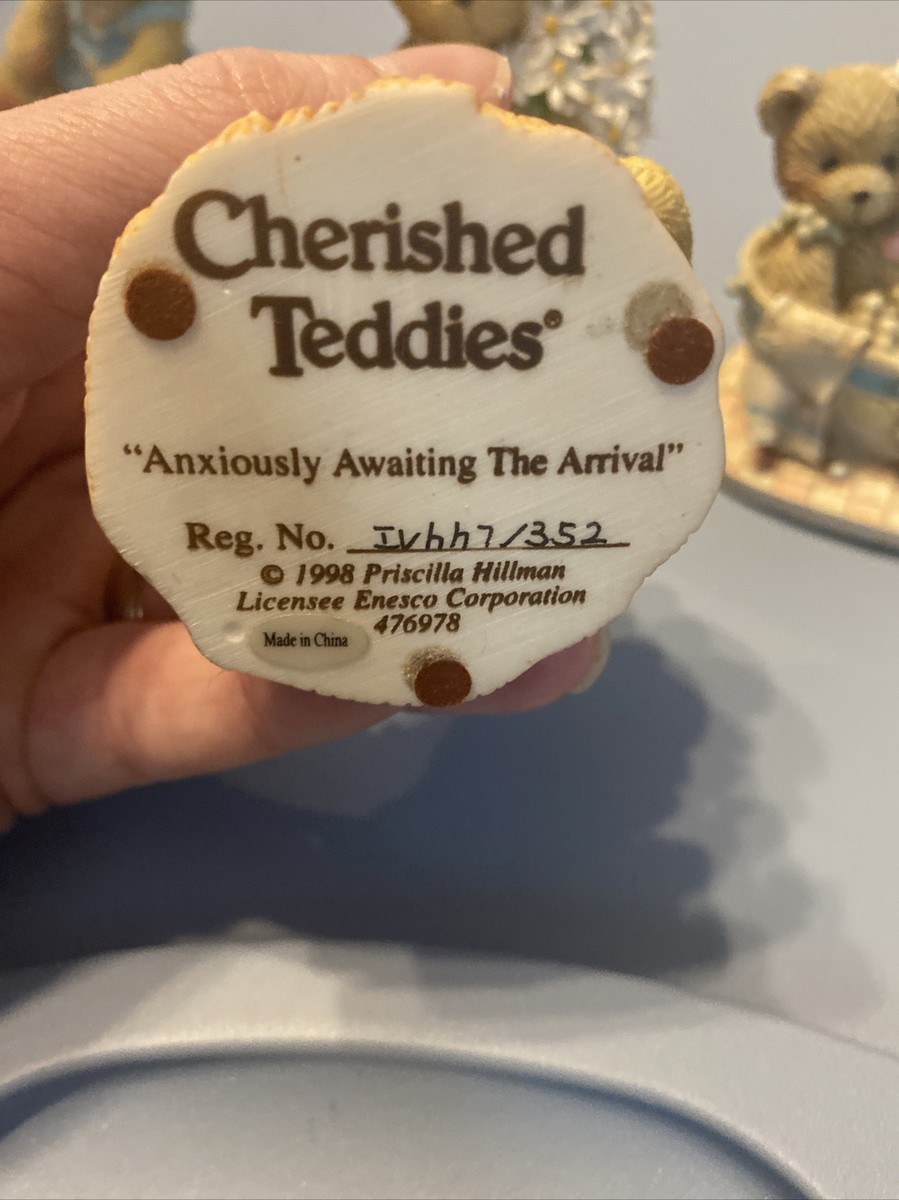 Cherished
Teddies®
“Anxiously Awaiting The Arrival”
Reg. No. IVhh7/352
© 1998 Priscilla Hillman
Licensee Enesco Corporation
476978
Made in China